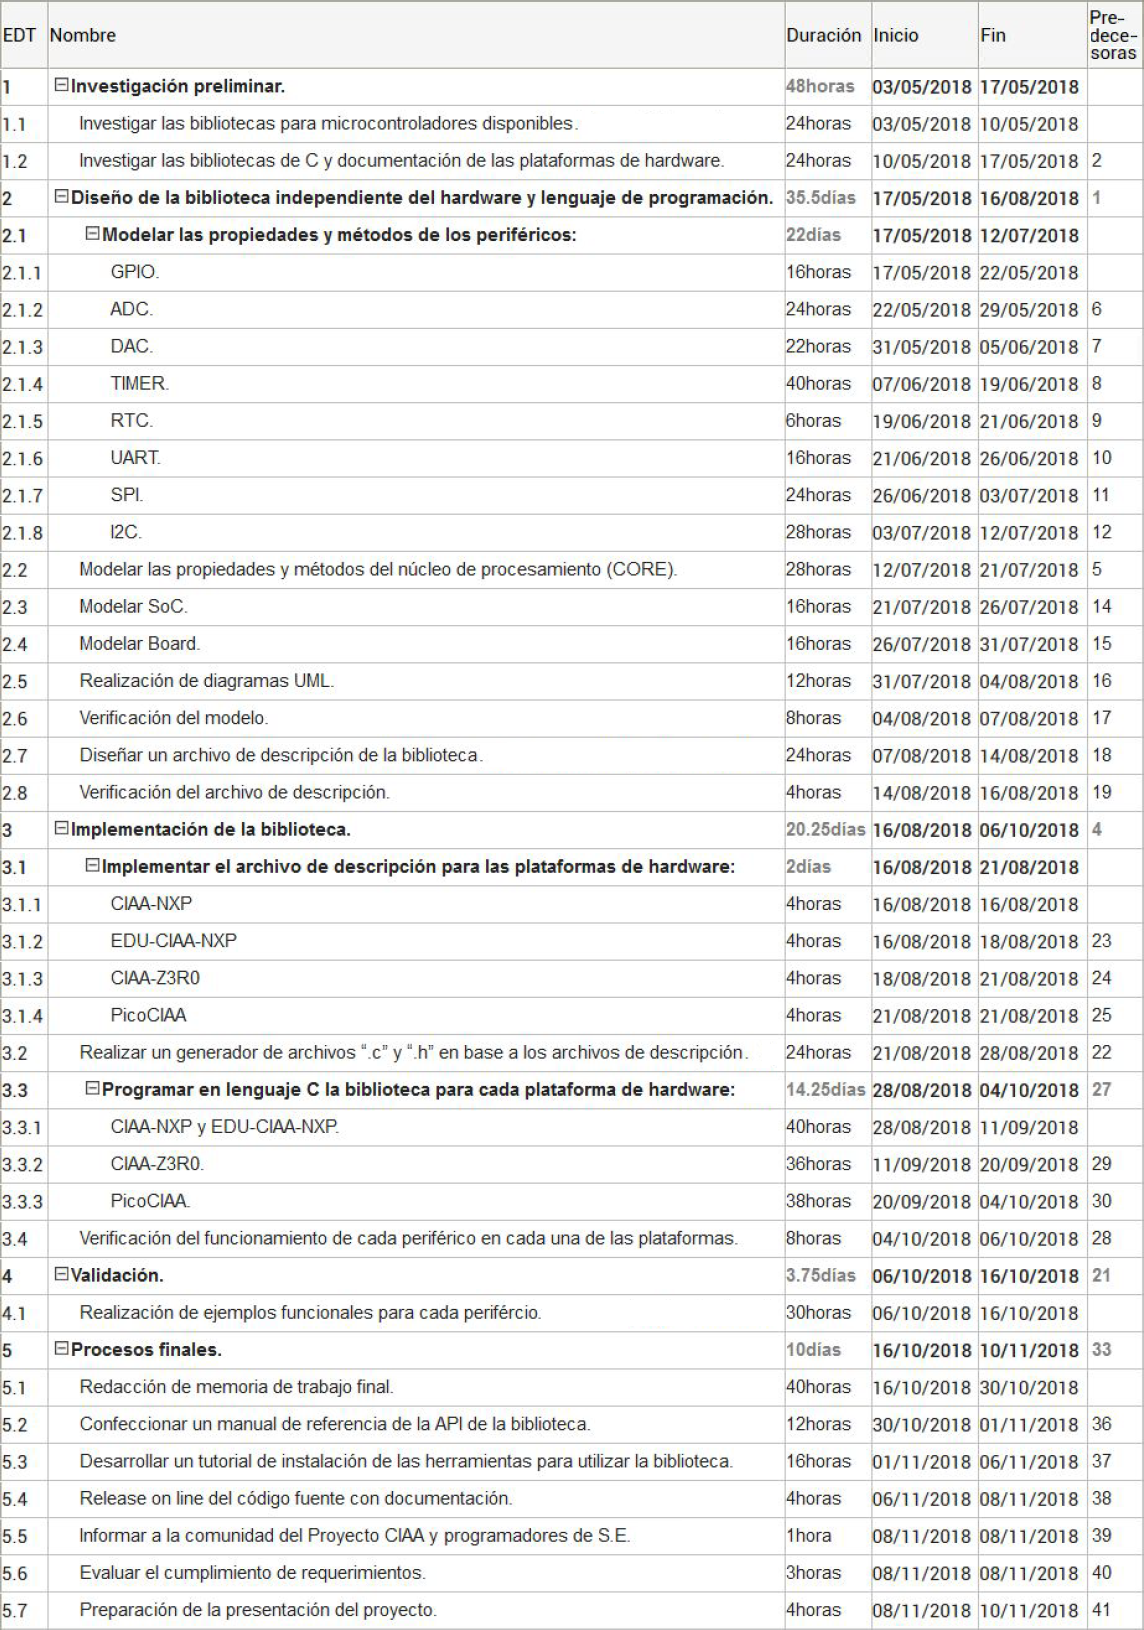 EDT Nombre Duración Inicio Fin Pre-
dece-
soras
1 Investigación preliminar. 48horas 03/05/2018 17/05/2018
1.1 Investigar las bibliotecas para microcontroladores disponibles. 24horas 03/05/2018 10/05/2018
1.2 Investigar las bibliotecas de C y documentación de las plataformas de hardware. 24horas 10/05/2018 17/05/2018 2
2 Diseño de la biblioteca independiente del hardware y lenguaje de programación. 35.5días 17/05/2018 16/08/2018 1
2.1 Modelar las propiedades y métodos de los periféricos: 22días 17/05/2018 12/07/2018
2.1.1 GPIO. 16horas 17/05/2018 22/05/2018
2.1.2 ADC. 24horas 22/05/2018 29/05/2018 6
2.1.3 DAC. 22horas 31/05/2018 05/06/2018 7
2.1.4 TIMER. 40horas 07/06/2018 19/06/2018 8
2.1.5 RTC. 6horas 19/06/2018 21/06/2018 9
2.1.6 UART. 16horas 21/06/2018 26/06/2018 10
2.1.7 SPI. 24horas 26/06/2018 03/07/2018 11
2.1.8 I2C. 28horas 03/07/2018 12/07/2018 12
2.2 Modelar las propiedades y métodos del núcleo de procesamiento (CORE). 28horas 12/07/2018 21/07/2018 5
2.3 Modelar SoC. 16horas 21/07/2018 26/07/2018 14
2.4 Modelar Board. 16horas 26/07/2018 31/07/2018 15
2.5 Realización de diagramas UML. 12horas 31/07/2018 04/08/2018 16
2.6 Verificación del modelo. 8horas 04/08/2018 07/08/2018 17
2.7 Diseñar un archivo de descripción de la biblioteca. 24horas 07/08/2018 14/08/2018 18
2.8 Verificación del archivo de descripción. 4horas 14/08/2018 16/08/2018 19
3 Implementación de la biblioteca. 20.25días 16/08/2018 06/10/2018 4
3.1 Implementar el archivo de descripción para las plataformas de hardware: 2días 16/08/2018 21/08/2018
3.1.1 CIAA-NXP 4horas 16/08/2018 16/08/2018
3.1.2 EDU-CIAA-NXP 4horas 16/08/2018 18/08/2018 23
3.1.3 CIAA-Z3R0 4horas 18/08/2018 21/08/2018 24
3.1.4 PicoCIAA 4horas 21/08/2018 21/08/2018 25
3.2 Realizar un generador de archivos “.c” y “.h” en base a los archivos de descripción. 24horas 21/08/2018 28/08/2018 22
3.3 Programar en lenguaje C la biblioteca para cada plataforma de hardware: 14.25días 28/08/2018 04/10/2018 27
3.3.1 CIAA-NXP y EDU-CIAA-NXP. 40horas 28/08/2018 11/09/2018
3.3.2 CIAA-Z3R0. 36horas 11/09/2018 20/09/2018 29
3.3.3 PicoCIAA. 38horas 20/09/2018 04/10/2018 30
3.4 Verificación del funcionamiento de cada periférico en cada una de las plataformas. 8horas 04/10/2018 06/10/2018 28
4 Validación. 3.75días 06/10/2018 16/10/2018 21
4.1 Realización de ejemplos funcionales para cada perifércio. 30horas 06/10/2018 16/10/2018
5 Procesos finales. 10días 16/10/2018 10/11/2018 33
5.1 Redacción de memoria de trabajo final. 40horas 16/10/2018 30/10/2018
5.2 Confeccionar un manual de referencia de la API de la biblioteca. 12horas 30/10/2018 01/11/2018 36
5.3 Desarrollar un tutorial de instalación de las herramientas para utilizar la biblioteca. 16horas 01/11/2018 06/11/2018 37
5.4 Release on line del código fuente con documentación. 4horas 06/11/2018 08/11/2018 38
5.5 Informar a la comunidad del Proyecto CIAA y programadores de S.E. 1hora 08/11/2018 08/11/2018 39
5.6 Evaluar el cumplimiento de requerimientos. 3horas 08/11/2018 08/11/2018 40
5.7 Preparación de la presentación del proyecto. 4horas 08/11/2018 10/11/2018 41